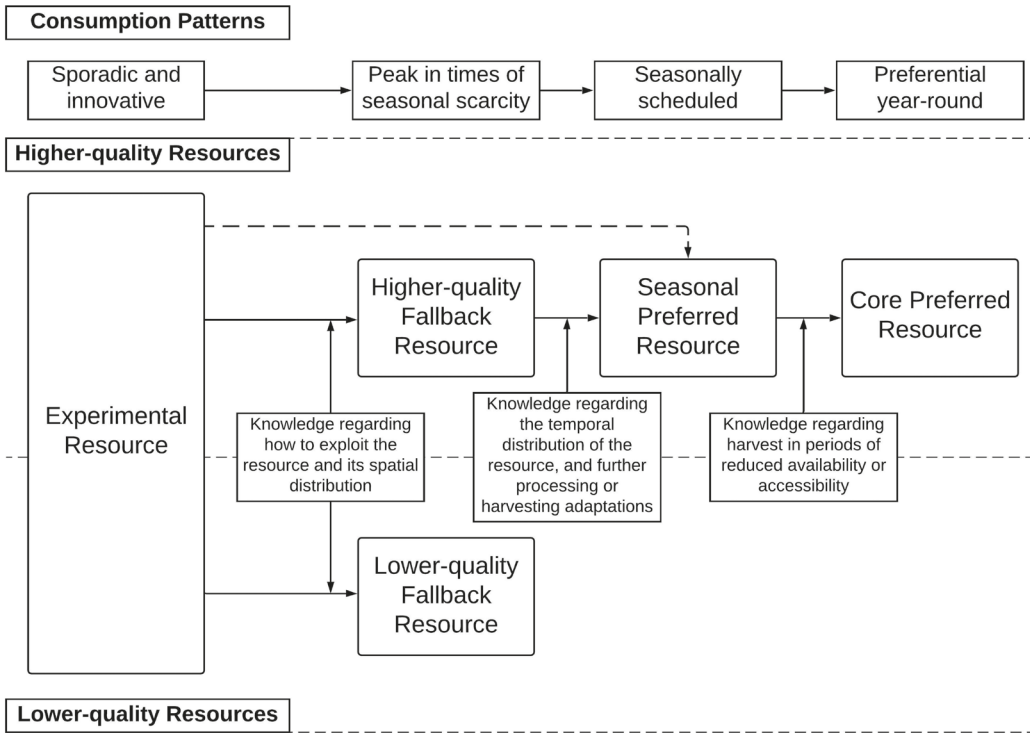 Consumption Patterns
Sporadic and
innovative
Peak in times of
seasonal scarcity
Seasonally
scheduled
Preferential
year-round
Higher-quality Resources
Experimental
Resource
Higher-quality
Fallback
Resource
Seasonal
Preferred
Resource
Core Preferred
Resource
Knowledge regarding
how to exploit the
resource and its spatial
distribution
Knowledge regarding
the temporal
distribution of the
resource, and further
processing or
harvesting adaptations
Knowledge regarding
harvest in periods of
reduced availability or
accessibility
Lower-quality
Fallback
Resource
Lower-quality Resources